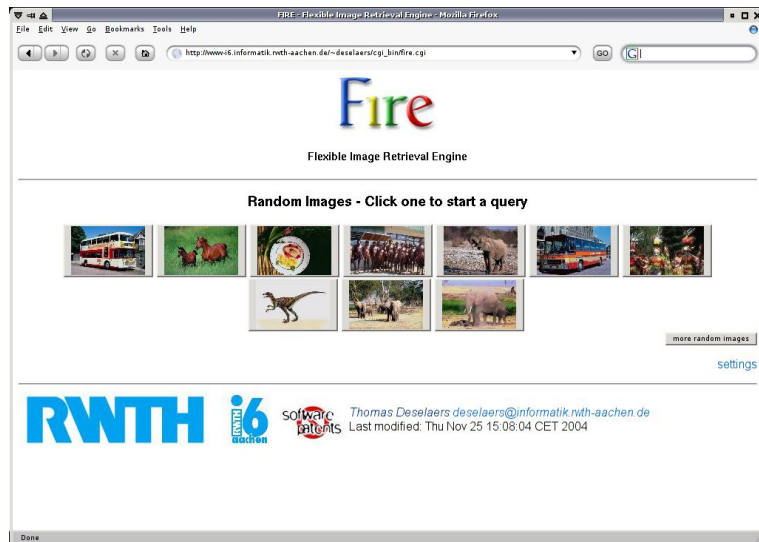 FIRE - Flexible Image Retrieval Engine - Mozilla Firefox
File Edit View Go Bookmarks Tools Help
http://www-i6.informatik.rwth-aachen.de/~deselaers/cgi_bin/fire.cgi GO G
Fire
Flexible Image Retrieval Engine
Random Images - Click one to start a query
more random images
settings
RWTH RWTH i6 aachen software patents Thomas Deselaers deselaers@informatik.rwth-aachen.de
Last modified: Thu Nov 25 15:08:04 CET 2004
Done